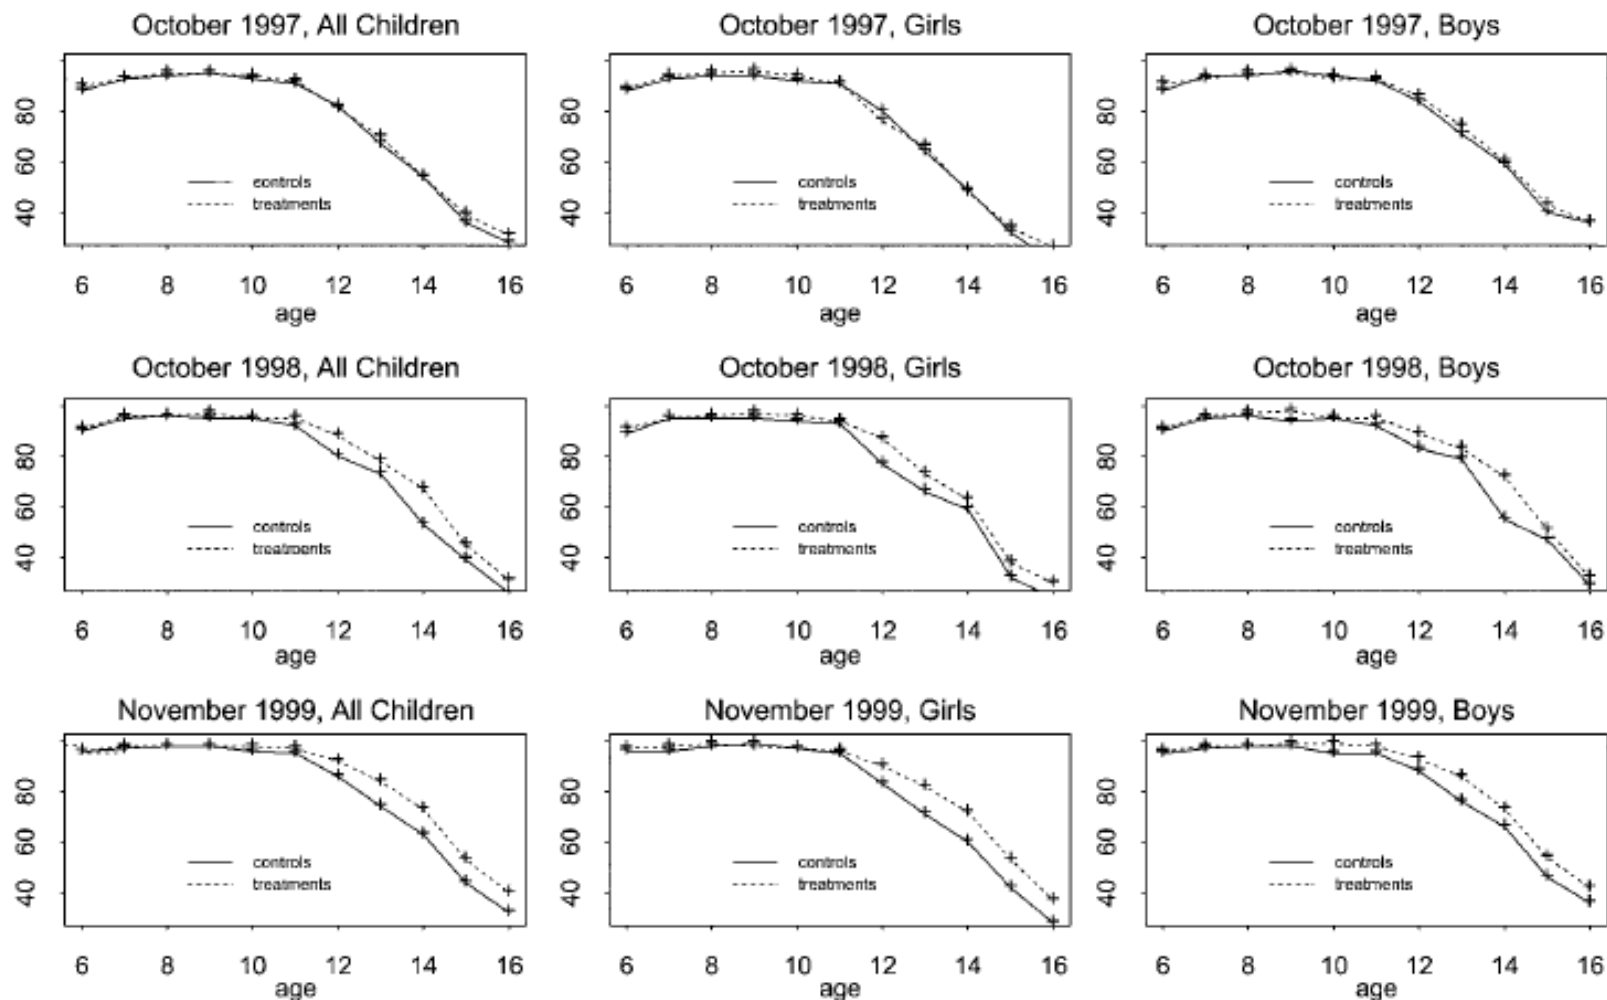 October 1997, All Children
October 1997, Girls
October 1997, Boys
80
60
40
controls
treatments
80
60
40
controls
treatments
80
60
40
controls
treatments
6 8 10 12 14 16
age
6 8 10 12 14 16
age
6 8 10 12 14 16
age
October 1998, All Children
October 1998, Girls
October 1998, Boys
80
60
40
controls
treatments
80
60
40
controls
treatments
80
60
40
controls
treatments
6 8 10 12 14 16
age
6 8 10 12 14 16
age
6 8 10 12 14 16
age
November 1999, All Children
November 1999, Girls
November 1999, Boys
80
60
40
controls
treatments
80
60
40
controls
treatments
80
60
40
controls
treatments
6 8 10 12 14 16
age
6 8 10 12 14 16
age
6 8 10 12 14 16
age